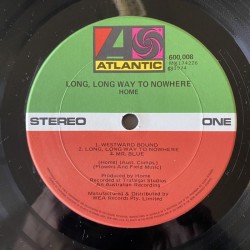 ATLANTIC
600,008
LONG, LONG WAY TO NOWHERE
HOME
STEREO
ONE
1. WESTWARD BOUND
2. LONG, LONG WAY TO NOWHERE
& MR. BLUE
Produced by Home
Recorded at Trafalgar Studios
An Australian Recording
Manufactured & Distributed by
WEA Records Pty. Limited